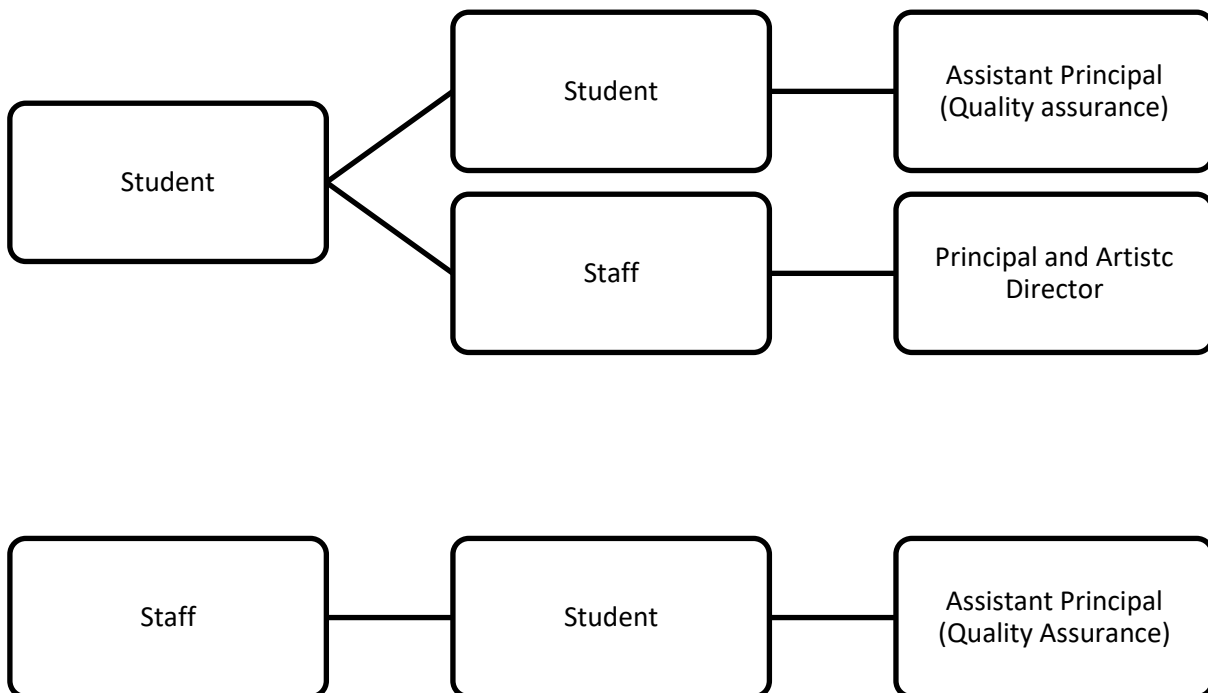 Student
Student
Assistant Principal
(Quality assurance)
Staff
Principal and Artistc
Director
Staff
Student
Assistant Principal
(Quality Assurance)